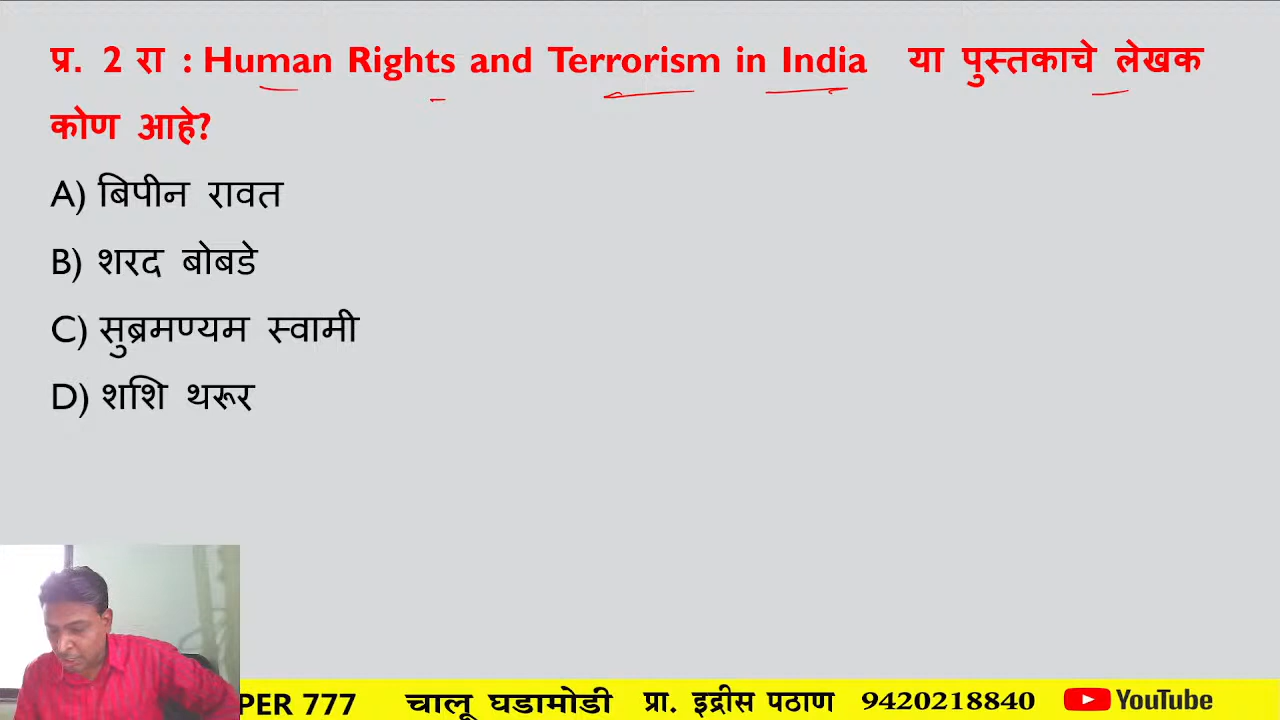 प्र. 2 रा : Human Rights and Terrorism in India या पुस्तकाचे लेखक
कोण आहे?
A) बिपीन रावत
B) शरद बोबडे
C) सुब्रमण्यम स्वामी
D) शशि थरूर
PER 777 चालू घडामोडी प्रा. इद्रीस पठाण 9420218840 YouTube